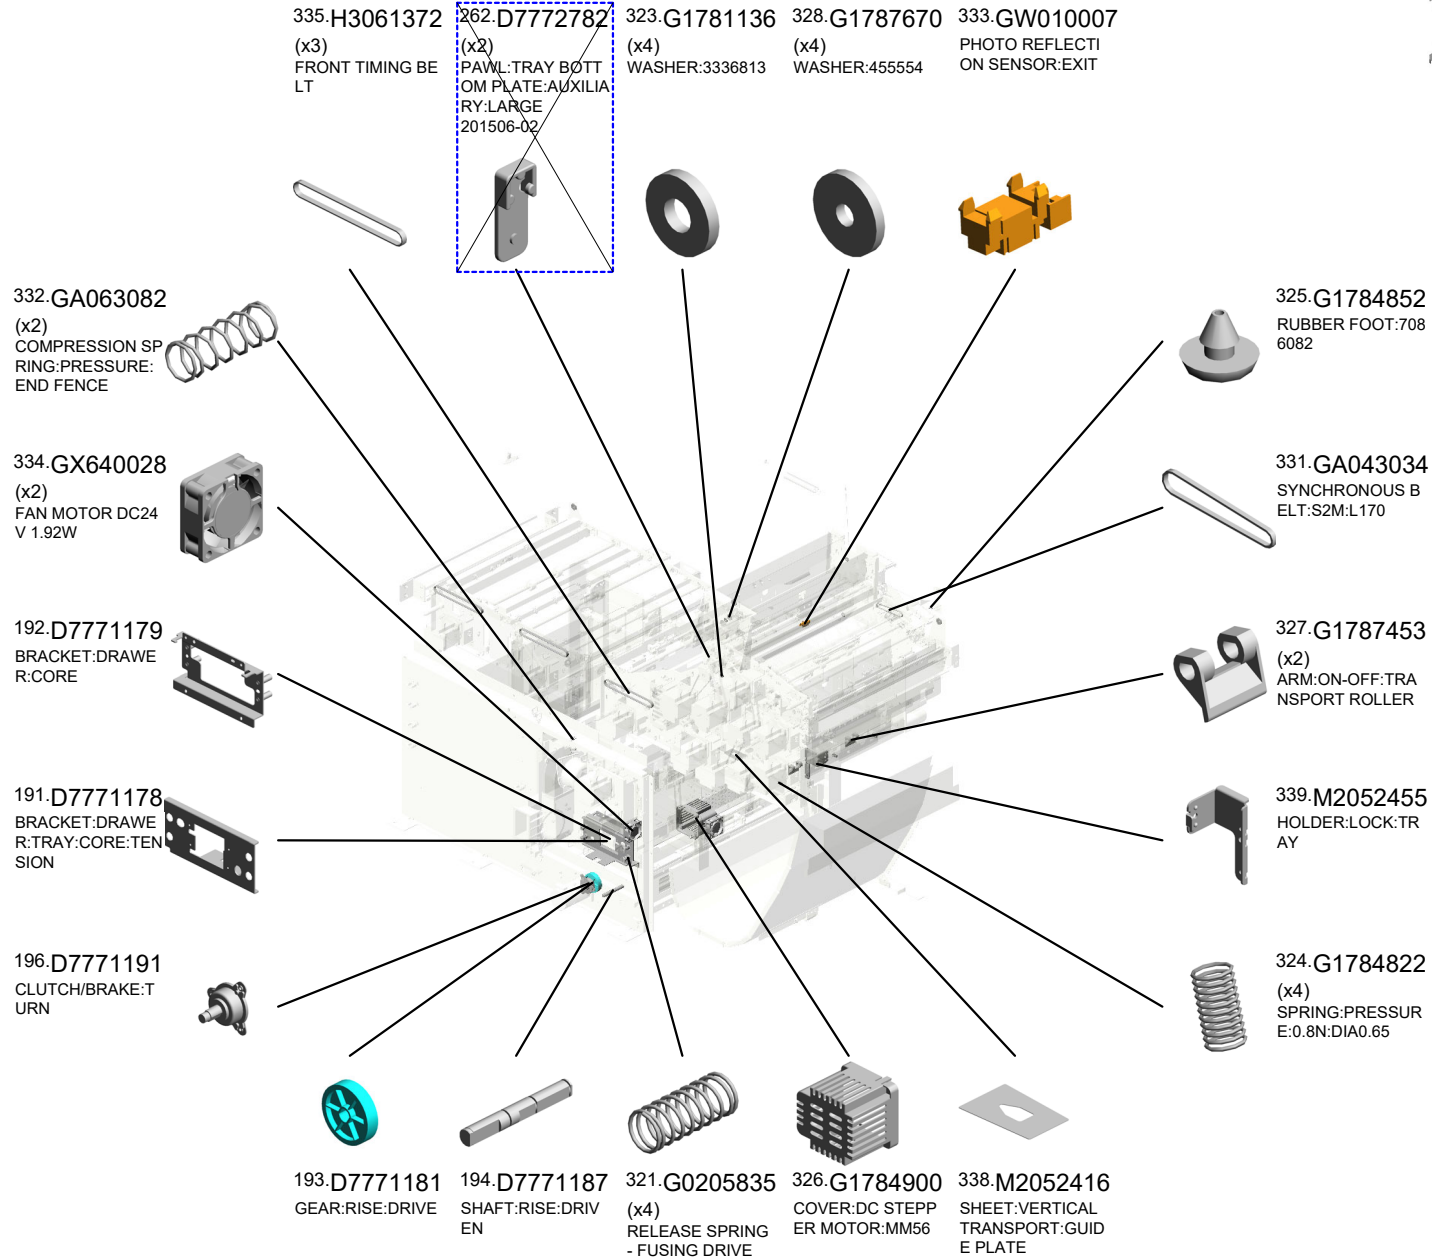 335.H3061372
(x3)
FRONT TIMING BE
LT
262.D7772782
(x2)
PAWL:TRAY BOTT
OM PLATE:AUXILIA
RY:LARGE
201506-02
323.G1781136
(x4)
WASHER:3336813
328.G1787670
(x4)
WASHER:455554
333.GW010007
PHOTO REFLECTI
ON SENSOR:EXIT
332.GA063082
(x2)
COMPRESSION SP
RING:PRESSURE:
END FENCE
325.G1784852
RUBBER FOOT:708
6082
334.GX640028
(x2)
FAN MOTOR DC24
V 1.92W
331.GA043034
SYNCHRONOUS B
ELT:S2M:L170
192.D7771179
BRACKET:DRAWE
R:CORE
327.G1787453
(x2)
ARM:ON-OFF:TRA
NSPORT ROLLER
191.D7771178
BRACKET:DRAWE
R:TRAY:CORE:TEN
SION
339.M2052455
HOLDER:LOCK:TR
AY
196.D7771191
CLUTCH/BRAKE:T
URN
324.G1784822
(x4)
SPRING:PRESSUR
E:0.8N:DIA0.65
193.D7771181
GEAR:RISE:DRIVE
194.D7771187
SHAFT:RISE:DRIV
EN
321.G0205835
(x4)
RELEASE SPRING
- FUSING DRIVE
326.G1784900
COVER:DC STEPP
ER MOTOR:MM56
338.M2052416
SHEET:VERTICAL
TRANSPORT:GUID
E PLATE